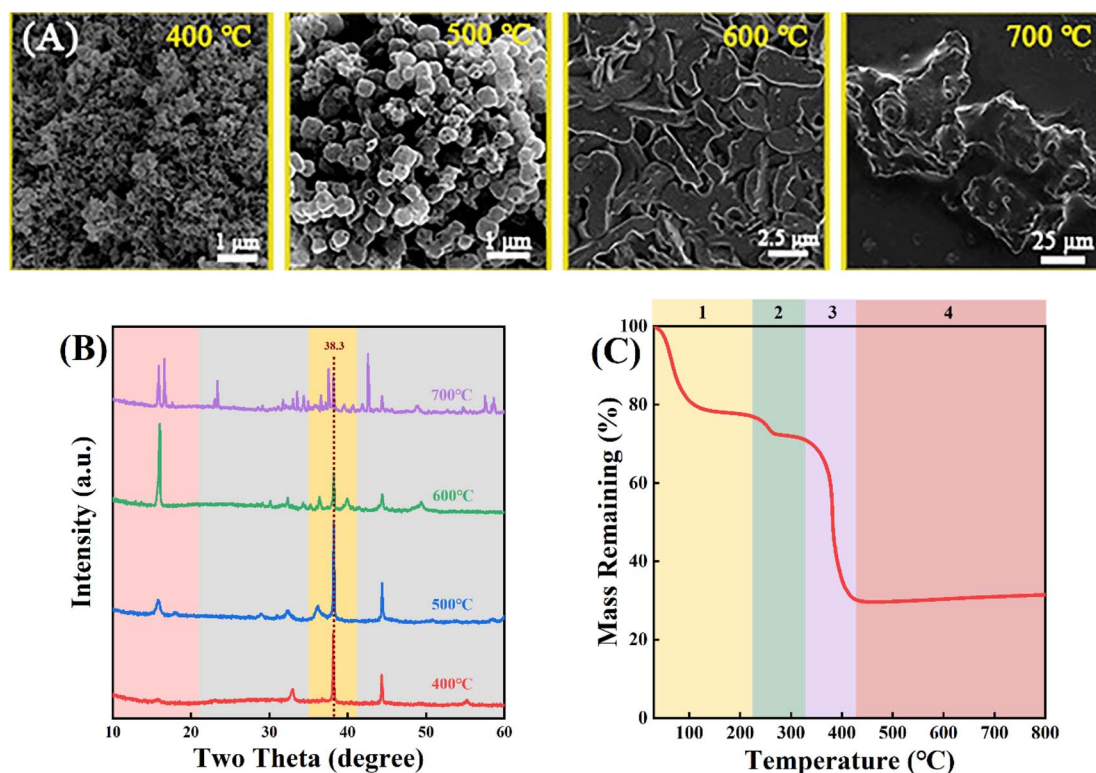 (A)
400 ℃
500 ℃
600 ℃
700 ℃
1 μm
1 μm
2.5 μm
25 μm
(B)
38.3
700℃
600℃
500℃
400℃
Intensity (a.u.)
10 20 30 40 50 60
Two Theta (degree)
1 2 3 4
(C)
100
80
60
40
20
0
Mass Remaining (%)
100 200 300 400 500 600 700 800
Temperature (℃)